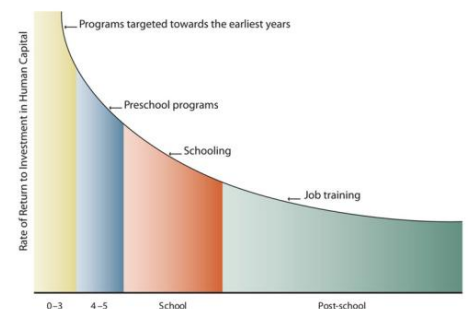 Programs targeted towards the earliest years
Preschool programs
Schooling
Job training
Rate of Return to Investment in Human Capital
0–3 4–5 School Post-school